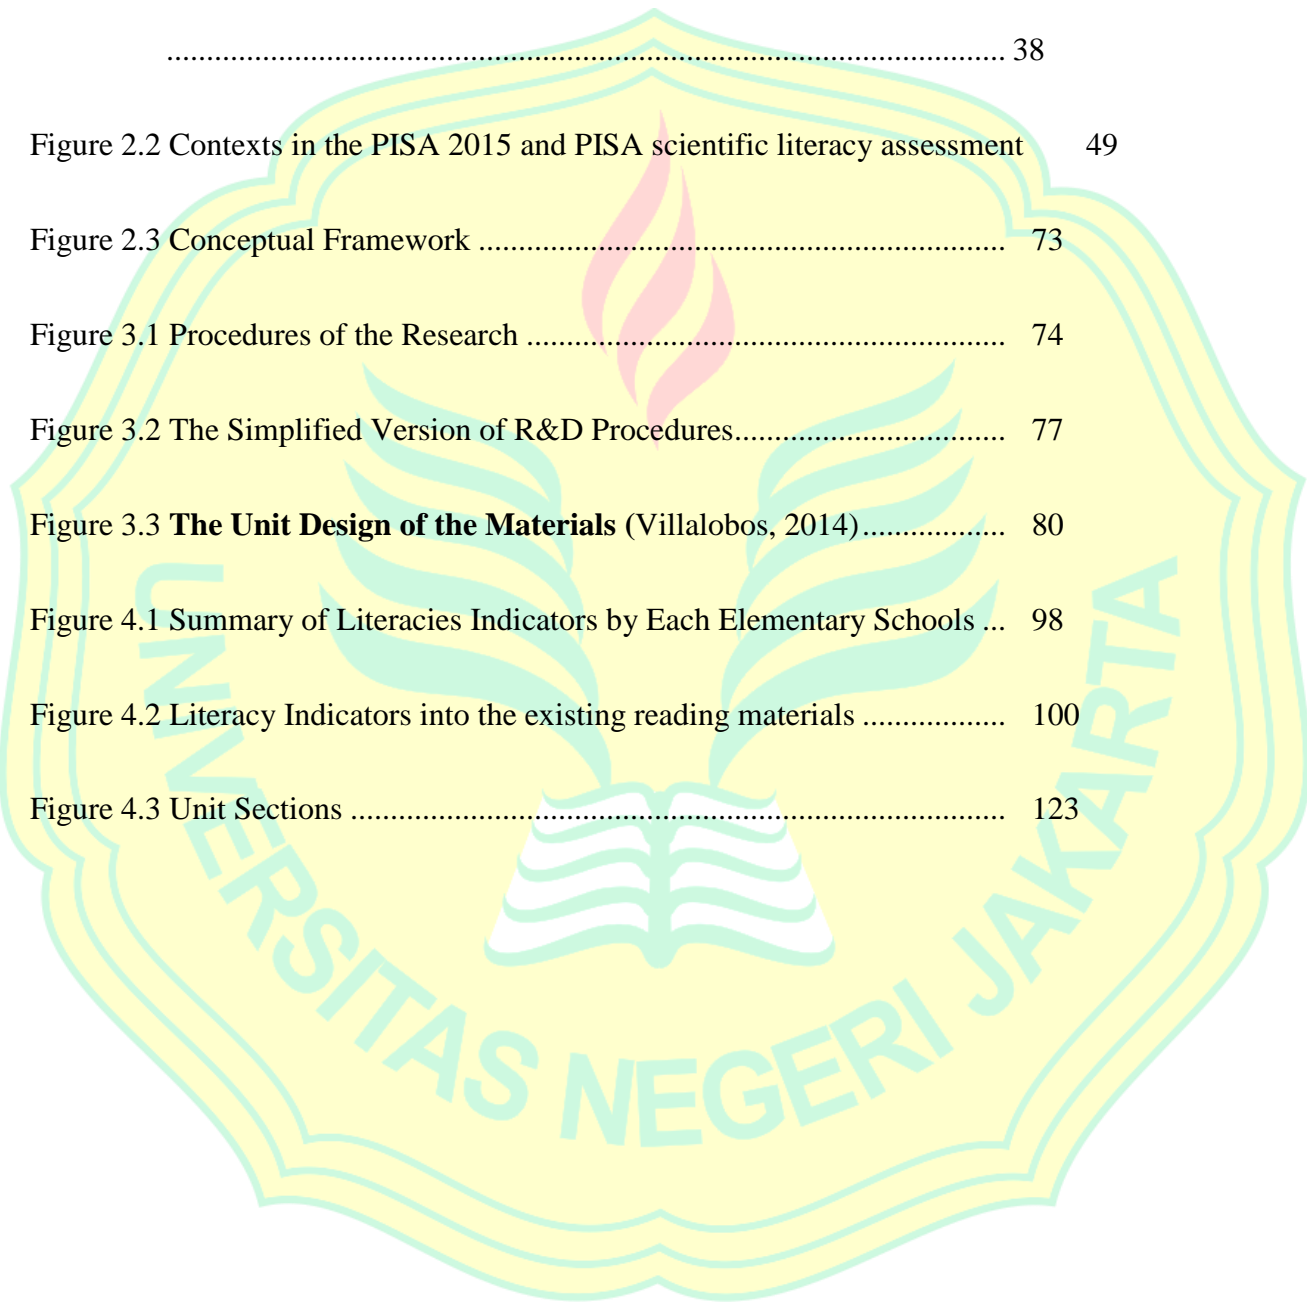 ......................................................................................................... 38
Figure 2.2 Contexts in the PISA 2015 and PISA scientific literacy assessment 49
Figure 2.3 Conceptual Framework .................................................................. 73
Figure 3.1 Procedures of the Research ............................................................ 74
Figure 3.2 The Simplified Version of R&D Procedures.................................. 77
Figure 3.3 The Unit Design of the Materials (Villalobos, 2014).................. 80
Figure 4.1 Summary of Literacies Indicators by Each Elementary Schools ... 98
Figure 4.2 Literacy Indicators into the existing reading materials .................. 100
Figure 4.3 Unit Sections .................................................................................. 123
UNIVERSITAS NEGERI JAKARTA